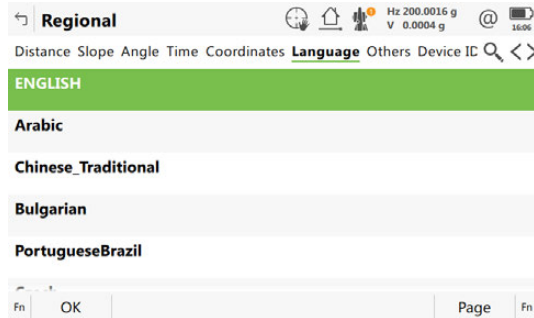 Regional
Hz 200.0016 g
V 0.0004 g
16:06
Distance Slope Angle Time Coordinates Language Others Device ID
ENGLISH
Arabic
Chinese_Traditional
Bulgarian
PortugueseBrazil
Fn OK Page Fn